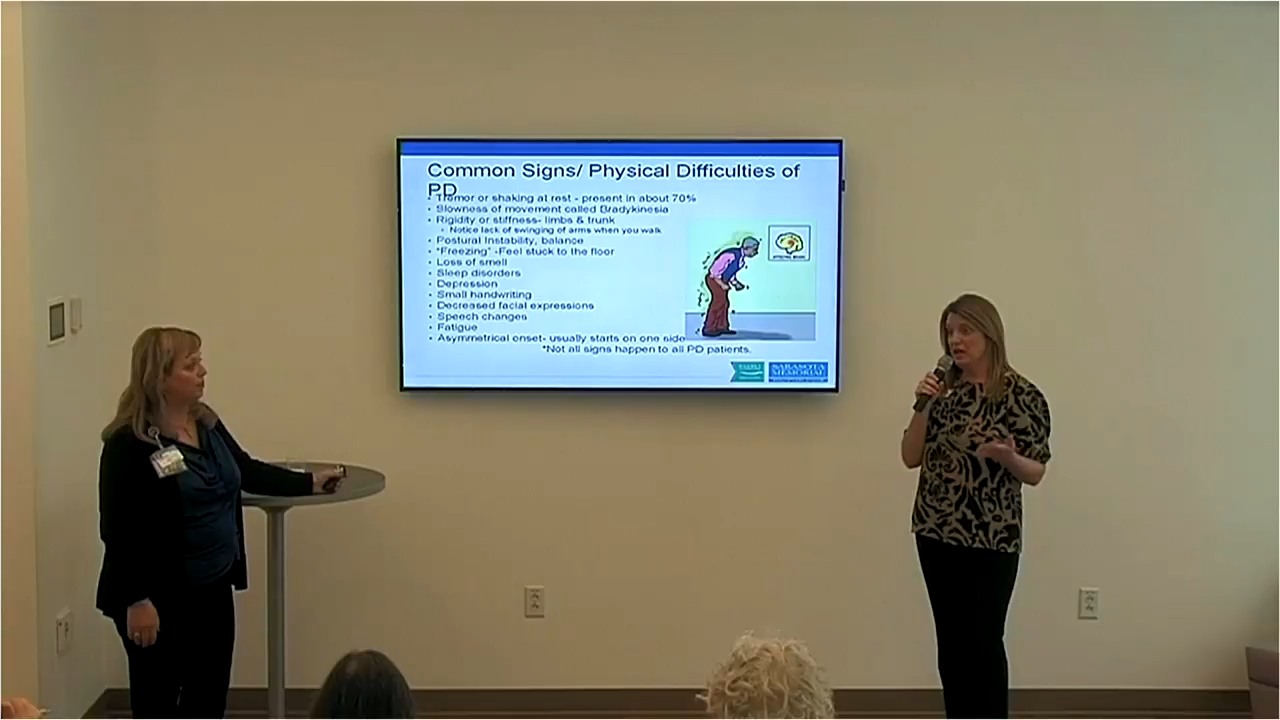 Common Signs/ Physical Difficulties of
PD
• Tremor or shaking at rest - present in about 70%
• Slowness of movement called Bradykinesia
• Rigidity or stiffness- limbs & trunk
• Notice lack of swinging of arms when you walk
• Postural Instability, balance
• "Freezing" -Feel stuck to the floor
• Loss of smell
• Sleep disorders
• Depression
• Small handwriting
• Decreased facial expressions
• Speech changes
• Fatigue
• Asymmetrical onset- usually starts on one side
*Not all signs happen to all PD patients.
SARASOTA
MEMORIAL